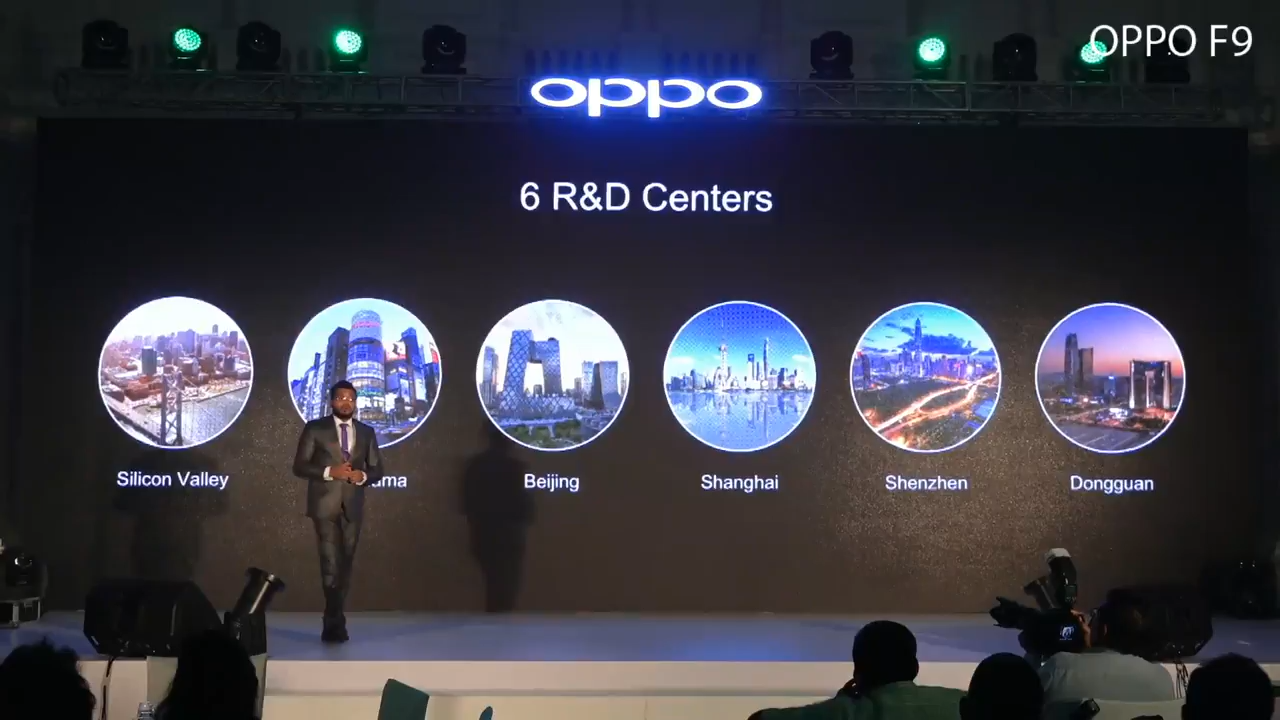 OPPO F9
oppo
6 R&D Centers
Silicon Valley
Beijing
Shanghai
Shenzhen
Dongguan